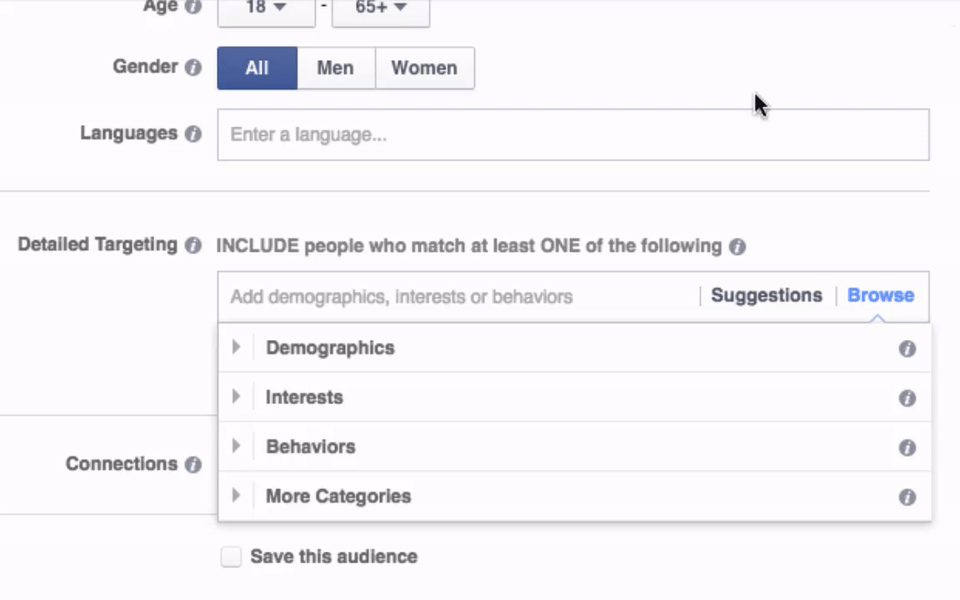 Age 18 - 65+
Gender All Men Women
Languages Enter a language...
Detailed Targeting INCLUDE people who match at least ONE of the following
Add demographics, interests or behaviors Suggestions Browse
Demographics
Interests
Behaviors
Connections
More Categories
Save this audience